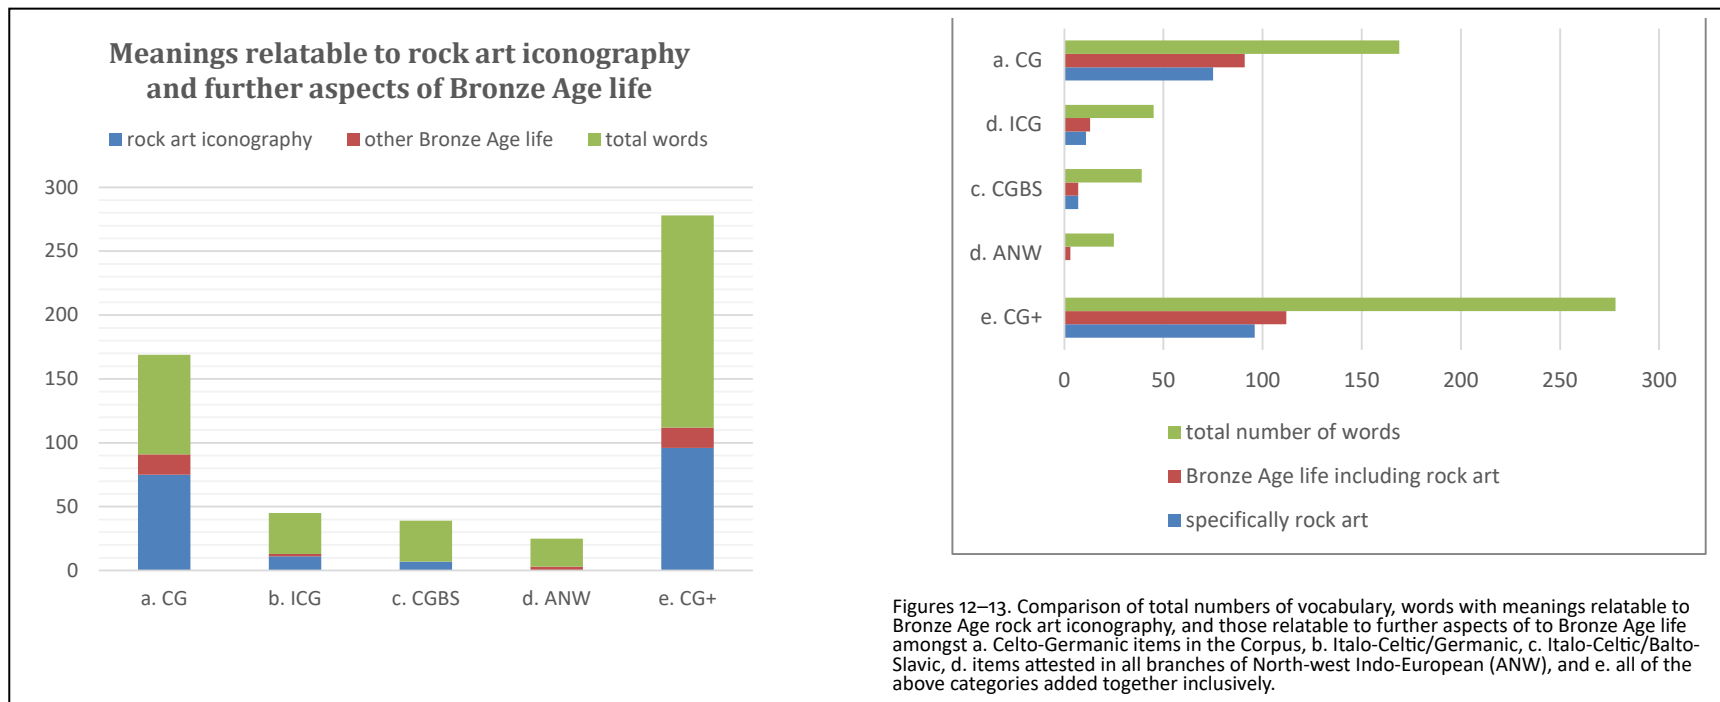 Meanings relatable to rock art iconography
and further aspects of Bronze Age life
rock art iconography other Bronze Age life total words
300
250
200
150
100
50
0
a. CG b. ICG c. CGBS d. ANW e. CG+
a. CG
d. ICG
c. CGBS
d. ANW
e. CG+
0 50 100 150 200 250 300
total number of words
Bronze Age life including rock art
specifically rock art
Figures 12–13. Comparison of total numbers of vocabulary, words with meanings relatable to
Bronze Age rock art iconography, and those relatable to further aspects of to Bronze Age life
amongst a. Celto-Germanic items in the Corpus, b. Italo-Celtic/Germanic, c. Italo-Celtic/Balto-
Slavic, d. items attested in all branches of North-west Indo-European (ANW), and e. all of the
above categories added together inclusively.